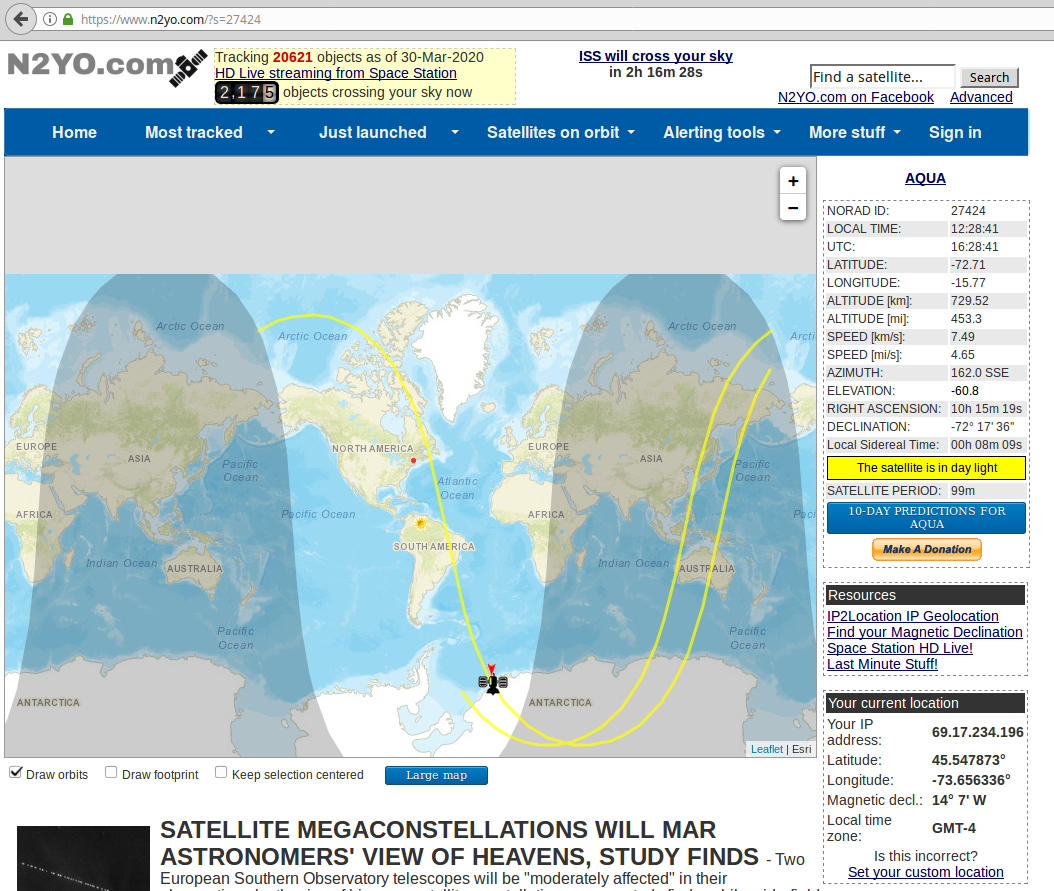 https://www.n2yo.com/?s=27424
N2YO.com
Tracking 20621 objects as of 30-Mar-2020
HD Live streaming from Space Station
2,175 objects crossing your sky now
ISS will cross your sky
in 2h 16m 28s
Find a satellite...
Search
N2YO.com on Facebook Advanced
Home Most tracked Just launched Satellites on orbit Alerting tools More stuff Sign in
+
−
Arctic Ocean
Arctic Ocean
Arctic Ocean
Arcti
EUROPE
ASIA
NORTH AMERICA
EUROPE
ASIA
Pacific
Ocean
Atlantic
Ocean
Pacific
Ocean
AFRICA
Pacific Ocean
AFRICA
Paci
SOUTH AMERICA
Indian Ocean
AUSTRALIA
Indian Ocean
AUSTRALIA
Pacific
Ocean
Pacific
Ocean
ANTARCTICA
ANTARCTICA
Leaflet | Esri
AQUA
NORAD ID: 27424
LOCAL TIME: 12:28:41
UTC: 16:28:41
LATITUDE: -72.71
LONGITUDE: -15.77
ALTITUDE [km]: 729.52
ALTITUDE [mi]: 453.3
SPEED [km/s]: 7.49
SPEED [mi/s]: 4.65
AZIMUTH: 162.0 SSE
ELEVATION: -60.8
RIGHT ASCENSION: 10h 15m 19s
DECLINATION: -72° 17' 36"
Local Sidereal Time: 00h 08m 09s
The satellite is in day light
SATELLITE PERIOD: 99m
10-DAY PREDICTIONS FOR
AQUA
Make A Donation
Resources
IP2Location IP Geolocation
Find your Magnetic Declination
Space Station HD Live!
Last Minute Stuff!
Your current location
Your IP
address: 69.17.234.196
Latitude: 45.547873°
Longitude: -73.656336°
Magnetic decl.: 14° 7' W
Local time
zone: GMT-4
Is this incorrect?
Set your custom location
Draw orbits Draw footprint Keep selection centered Large map
SATELLITE MEGACONSTELLATIONS WILL MAR
ASTRONOMERS' VIEW OF HEAVENS, STUDY FINDS - Two
European Southern Observatory telescopes will be "moderately affected" in their